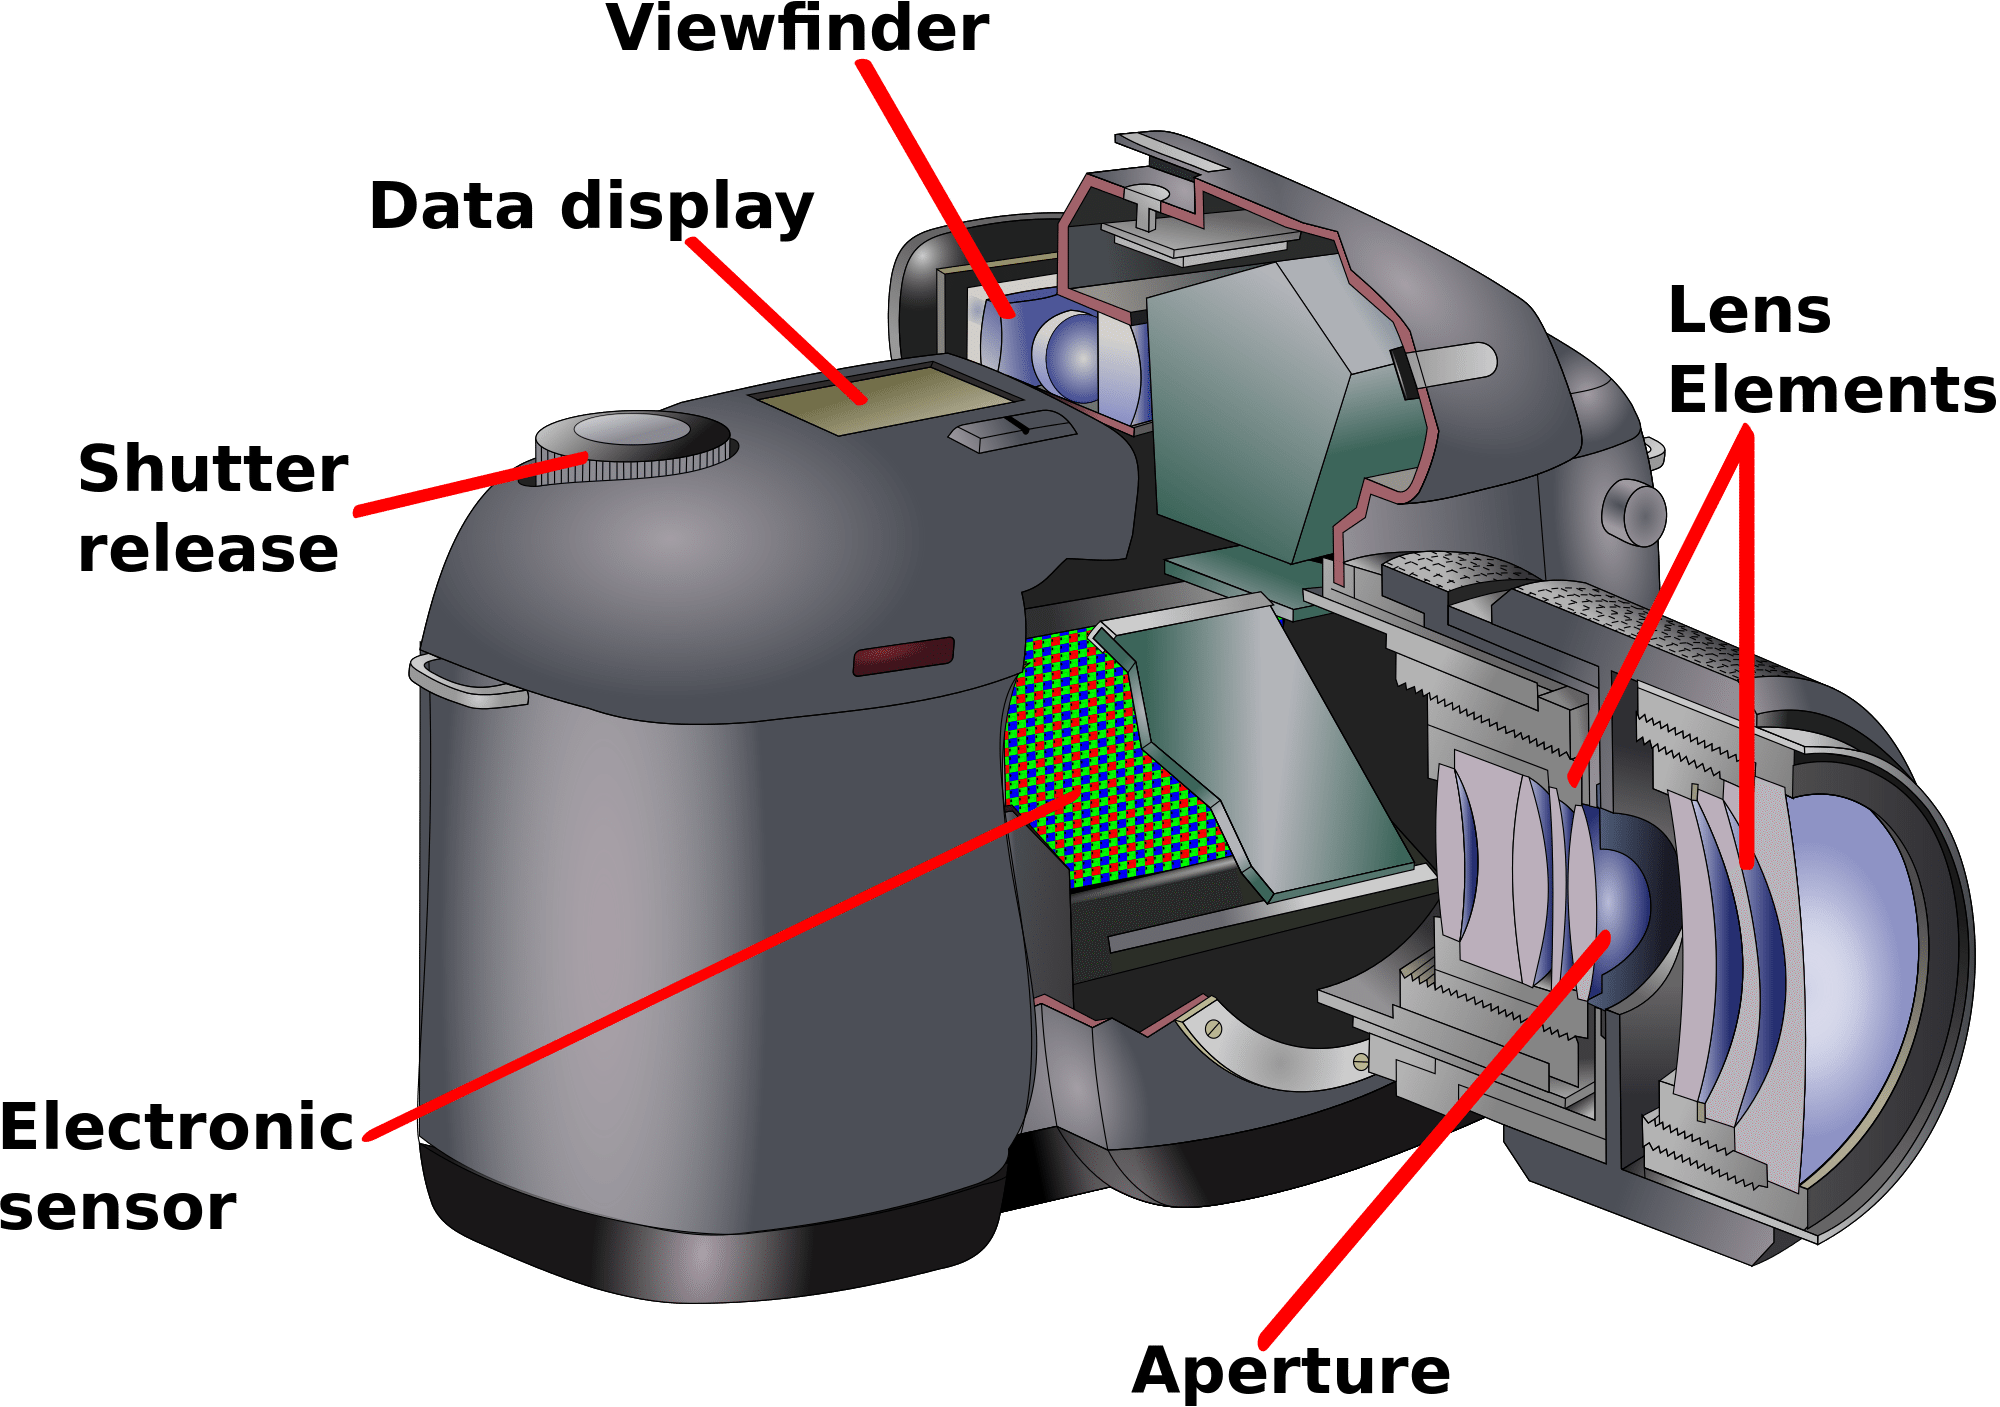 Viewfinder
Data display
Lens
Elements
Shutter
release
Electronic
sensor
Aperture